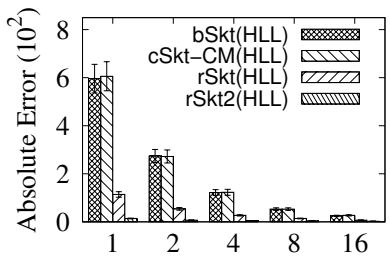 Absolute Error (10²)
8
6
4
2
0
bSkt(HLL)
cSkt-CM(HLL)
rSkt(HLL)
rSkt2(HLL)
1 2 4 8 16